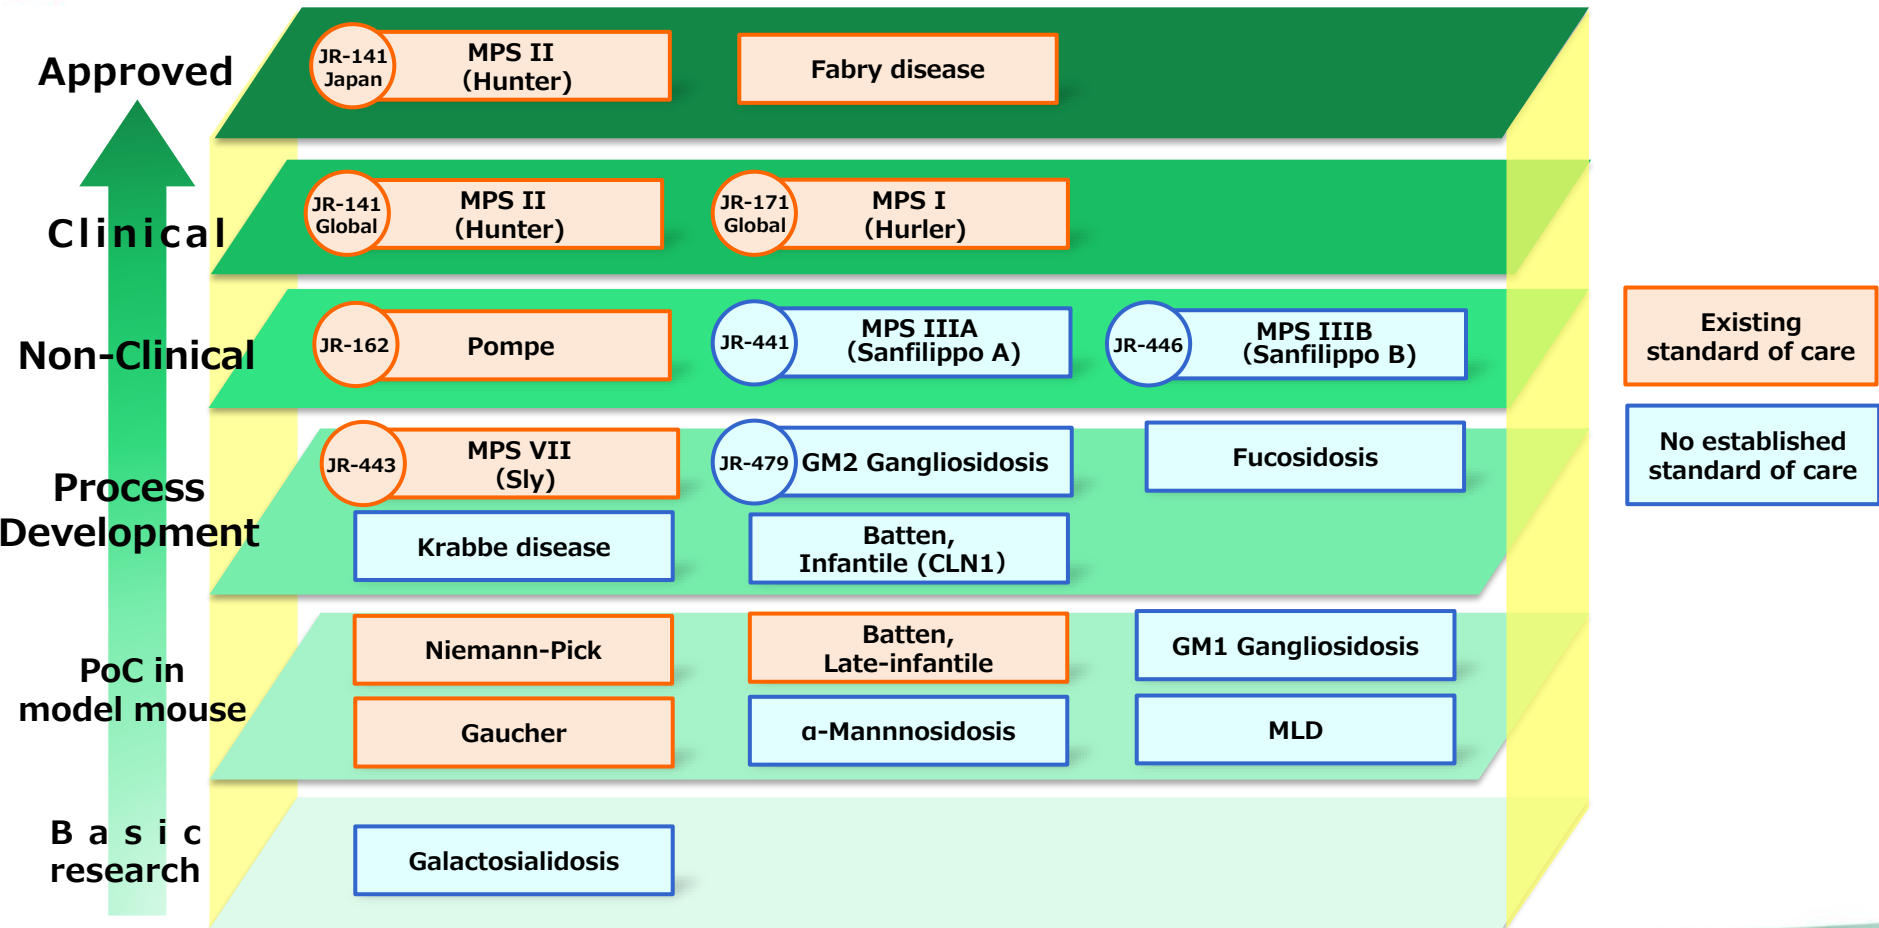 Approved
JR-141
Japan
MPS II
(Hunter)
Fabry disease
Clinical
JR-141
Global
MPS II
(Hunter)
JR-171
Global
MPS I
(Hurler)
Non-Clinical
JR-162
Pompe
JR-441
MPS IIIA
(Sanfilippo A)
JR-446
MPS IIIB
(Sanfilippo B)
Existing
standard of care
No established
standard of care
Process
Development
JR-443
MPS VII
(Sly)
JR-479
GM2 Gangliosidosis
Fucosidosis
Krabbe disease
Batten,
Infantile (CLN1)
PoC in
model mouse
Niemann-Pick
Batten,
Late-infantile
GM1 Gangliosidosis
Gaucher
α-Mannnosidosis
MLD
Basic
research
Galactosialidosis